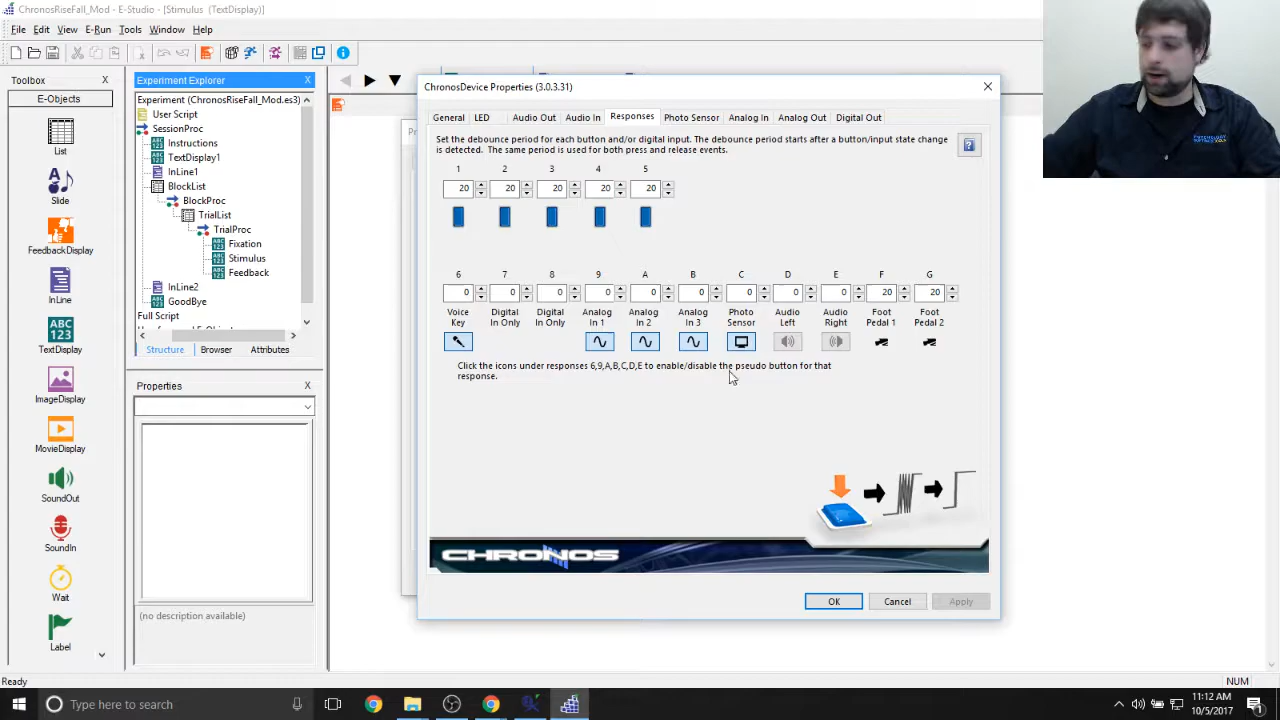 ChronosRiseFall_Mod - E-Studio - [Stimulus (TextDisplay)]
File Edit View E-Run Tools Window Help
Toolbox
E-Objects
List
Slide
FeedbackDisplay
InLine
ABC
123
TextDisplay
ImageDisplay
MovieDisplay
SoundOut
SoundIn
Wait
Label
Experiment Explorer
Experiment (ChronosRiseFall_Mod.es3)
User Script
SessionProc
Instructions
TextDisplay1
InLine1
BlockList
BlockProc
TrialList
TrialProc
Fixation
Stimulus
Feedback
InLine2
GoodBye
Full Script
Structure Browser Attributes
Properties
(no description available)
ChronosDevice Properties (3.0.3.31)
General LED Audio Out Audio In Responses Photo Sensor Analog In Analog Out Digital Out
Set the debounce period for each button and/or digital input. The debounce period starts after a button/input state change
is detected. The same period is used for both press and release events.
1 2 3 4 5
20 20 20 20 20
6 7 8 9 A B C D E F G
0 0 0 0 0 0 0 0 0 20 20
Voice Key Digital In Only Digital In Only Analog In 1 Analog In 2 Analog In 3 Photo Sensor Audio Left Audio Right Foot Pedal 1 Foot Pedal 2
Click the icons under responses 6,9,A,B,C,D,E to enable/disable the pseudo button for that
response.
CHRONOS
OK Cancel Apply
Ready
NUM
Type here to search
11:12 AM
10/5/2017